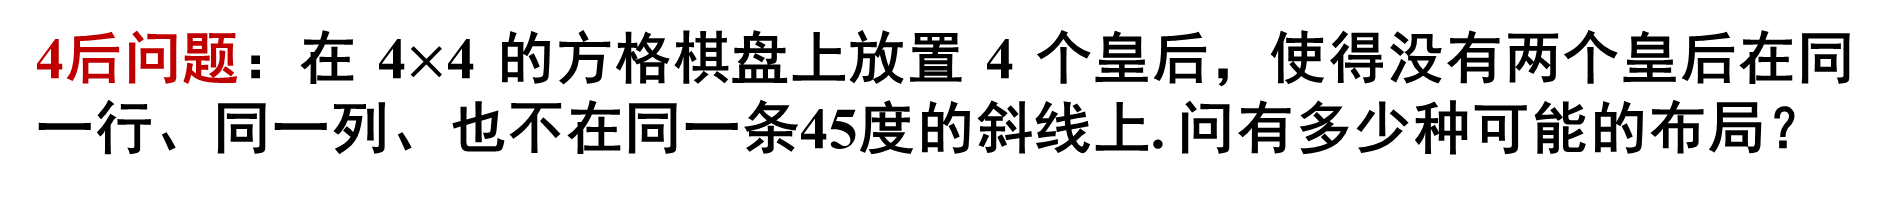 4后问题：在 4×4 的方格棋盘上放置 4 个皇后，使得没有两个皇后在同
一行、同一列、也不在同一条45度的斜线上. 问有多少种可能的布局？